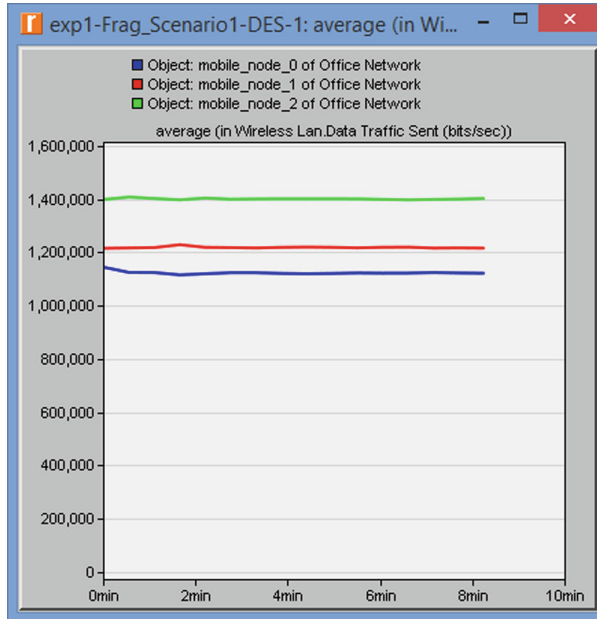 exp1-Frag_Scenario1-DES-1: average (in Wi...
Object: mobile_node_0 of Office Network
Object: mobile_node_1 of Office Network
Object: mobile_node_2 of Office Network
average (in Wireless Lan.Data Traffic Sent (bits/sec))
1,600,000
1,400,000
1,200,000
1,000,000
800,000
600,000
400,000
200,000
0
0min 2min 4min 6min 8min 10min